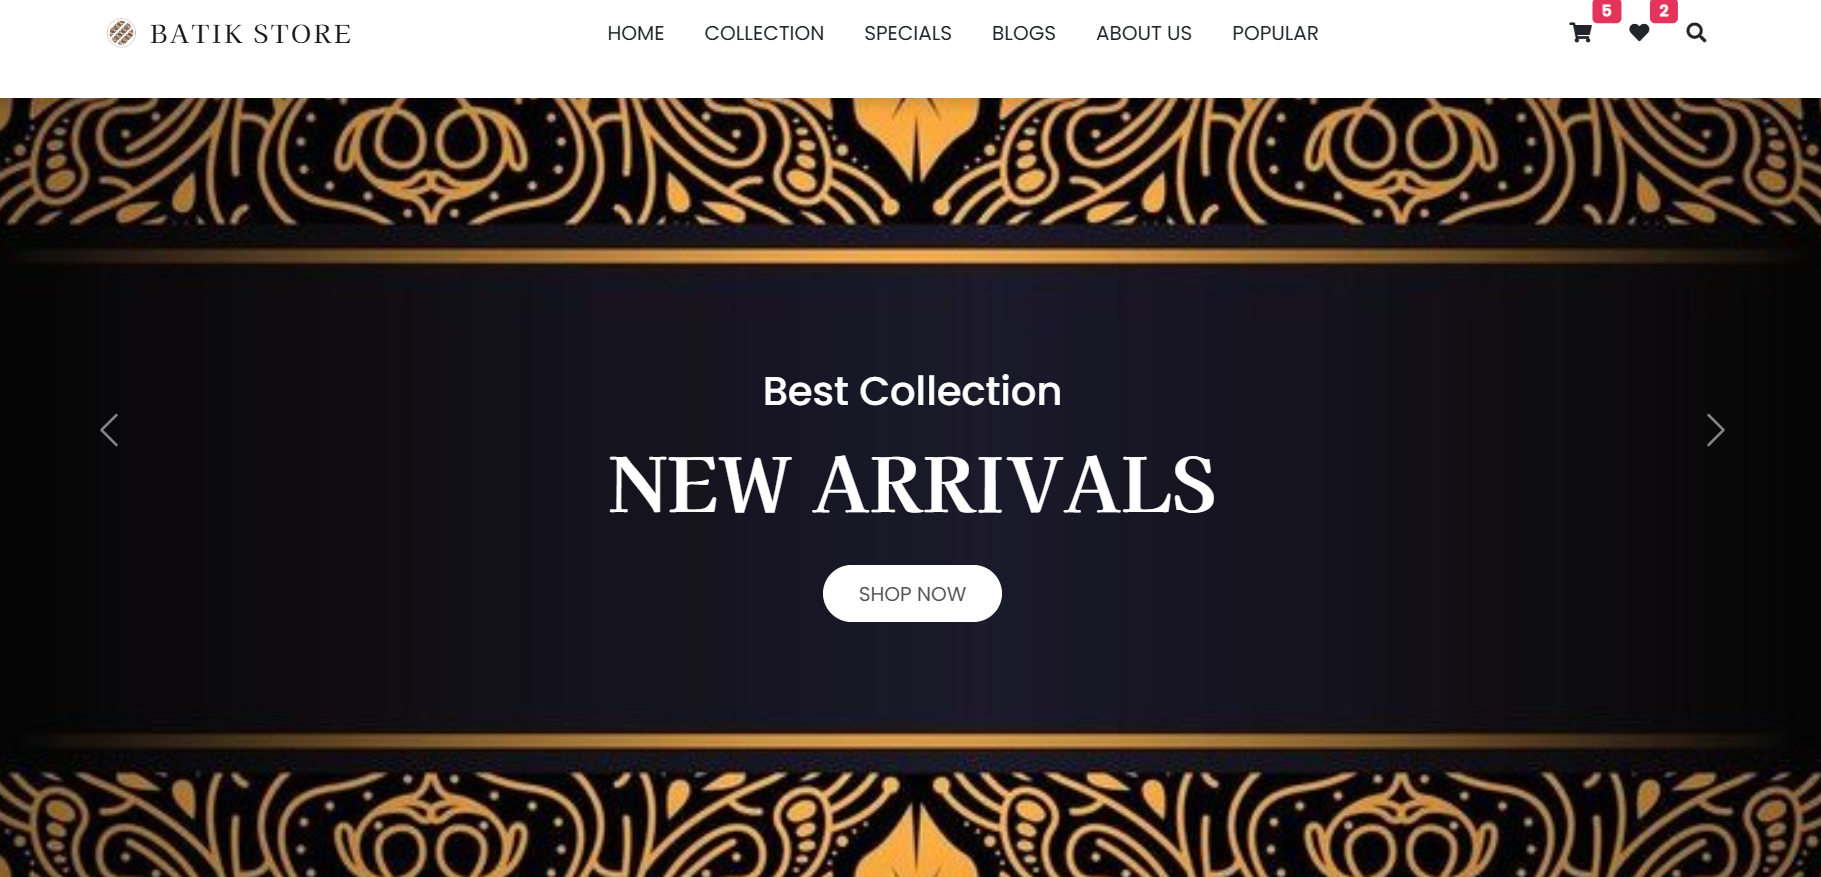 BATIK STORE
HOME COLLECTION SPECIALS BLOGS ABOUT US POPULAR
5 2
Best Collection
NEW ARRIVALS
SHOP NOW